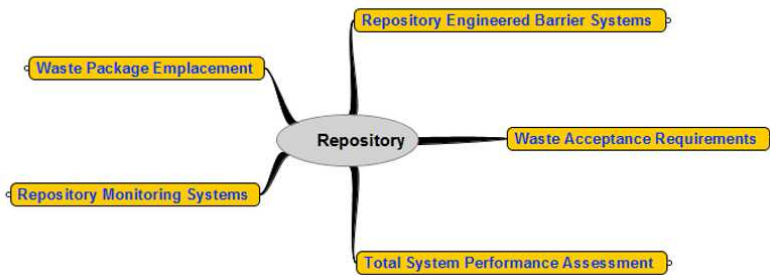 Repository Engineered Barrier Systems
Waste Package Emplacement
Repository
Waste Acceptance Requirements
Repository Monitoring Systems
Total System Performance Assessment